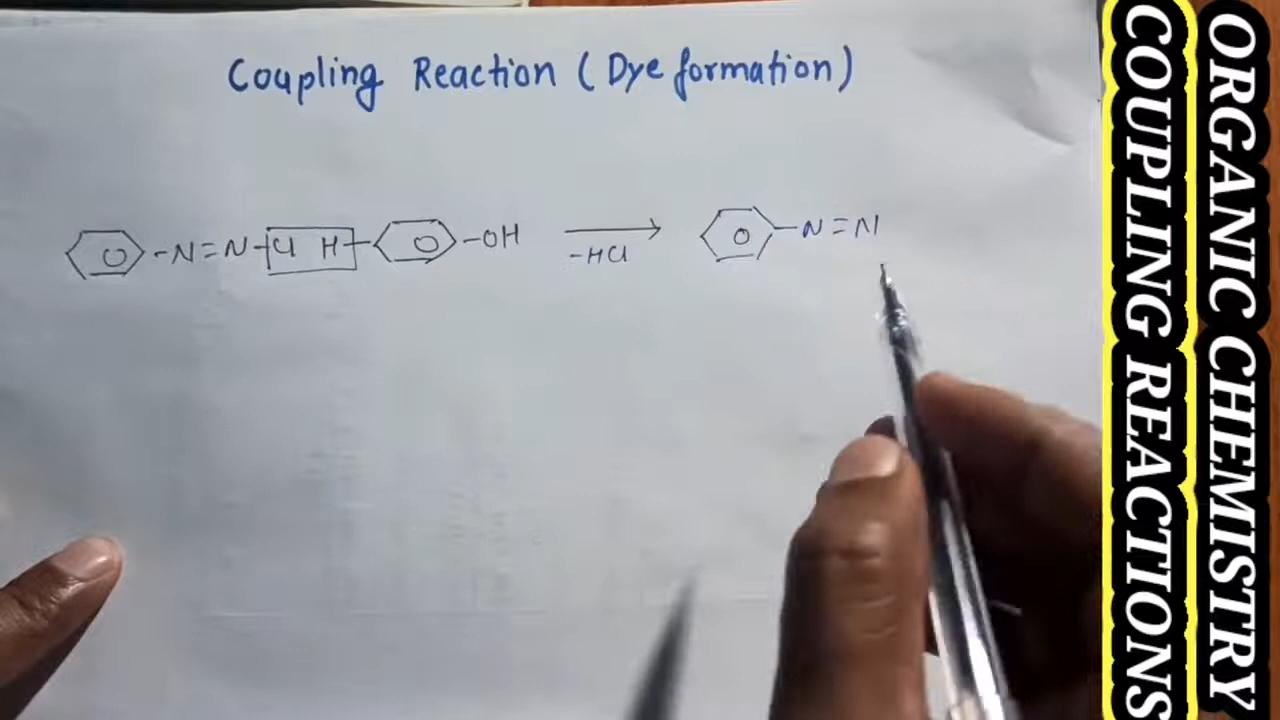 Coupling Reaction (Dye formation)
-N=N-Cl H- -OH → -N=N
-HCl
ORGANIC CHEMISTRY
COUPLING REACTIONS